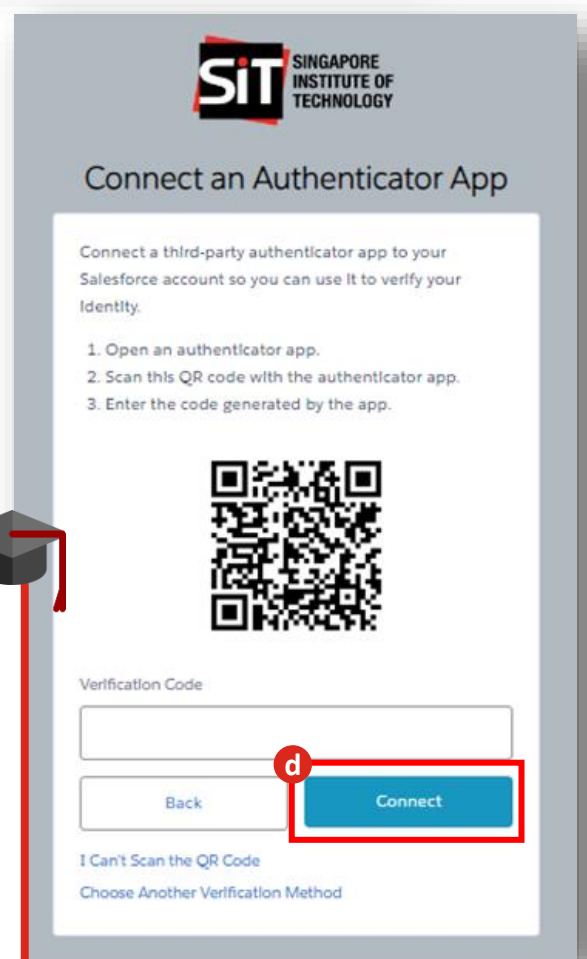 SiT
SINGAPORE
INSTITUTE OF
TECHNOLOGY
Connect an Authenticator App
Connect a third-party authenticator app to your
Salesforce account so you can use it to verify your
identity.
1. Open an authenticator app.
2. Scan this QR code with the authenticator app.
3. Enter the code generated by the app.
Verification Code
d
Back
Connect
I Can't Scan the QR Code
Choose Another Verification Method